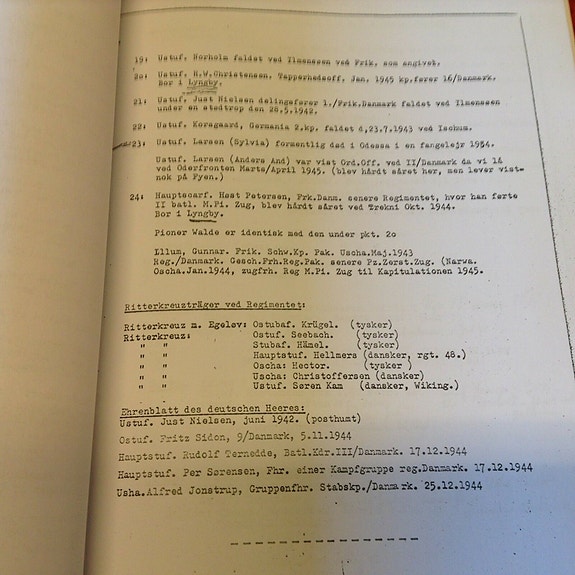 19: Ustuf. Horholm faldet ved Ilmensøen ved Frik. som angivet.
20: Ustuf. H.W.Christensen, Tapperhedsoff. Jan. 1945 kp.fører 16/Danmark.
Bor i Lyngby.
21: Ustuf. Just Nielsen delingsfører 1./Frik.Danmark faldet ved Ilmensøen
under en stødtrop den 28.5.1942.
22: Ustuf. Korsgaard, Germania 2.kp. faldet d.23.7.1943 ved Ischum.
23: Ustuf. Larsen (Sylvia) formentlig død i Odessa i en fangelejr 1954.
Ustuf. Larsen (Anders And) var vist Ord.Off. ved II/Danmark da vi lå
ved Oderfronten Marts/April 1945. (blev hårdt såret her, men lever vist-
nok på Fyen.)
24: Hauptscarf. Høst Petersen, Frk.Danm. senere Regimentet, hvor han førte
II batl. M.Pi. Zug, blev hårdt såret ved Trekni Okt. 1944.
Bor i Lyngby.
Pioner Walde er identisk med den under pkt. 20
Illum, Gunnar. Frik. Schw.Kp. Pak. Uscha.Maj.1943
Reg./Danmark. Gesch.Frh.Reg.Pak. senere Pz.Zerst.Zug. (Narwa.
Oscha.Jan.1944, zugfrh. Reg M.Pi. Zug til Kapitulationen 1945.
Ritterkreuzträger ved Regimentet:
Ritterkreuz m. Egeløv: Ostubaf. Krügel. (tysker)
Ritterkreuz: Ostuf. Seebach. (tysker)
" " Stubaf. Hämel. (tysker)
" " Hauptstuf. Hellmers (dansker, rgt. 48.)
" " Oscha: Hector. (tysker )
" " Uscha: Christoffersen (dansker)
" " Ustuf. Søren Kam (dansker, Wiking.)
Ehrenblatt des deutschen Heeres:
Ustuf. Just Nielsen, juni 1942. (posthumt)
Ostuf. Fritz Sidon, 9/Danmark, 5.11.1944
Hauptstuf. Rudolf Ternedde, Batl.Kdr.III/Danmark. 17.12.1944
Hauptstuf. Per Sørensen, Fhr. einer Kampfgruppe reg.Danmark. 17.12.1944
Usha.Alfred Jonstrup, Gruppenfhr. Stabskp./Danmark. 25.12.1944